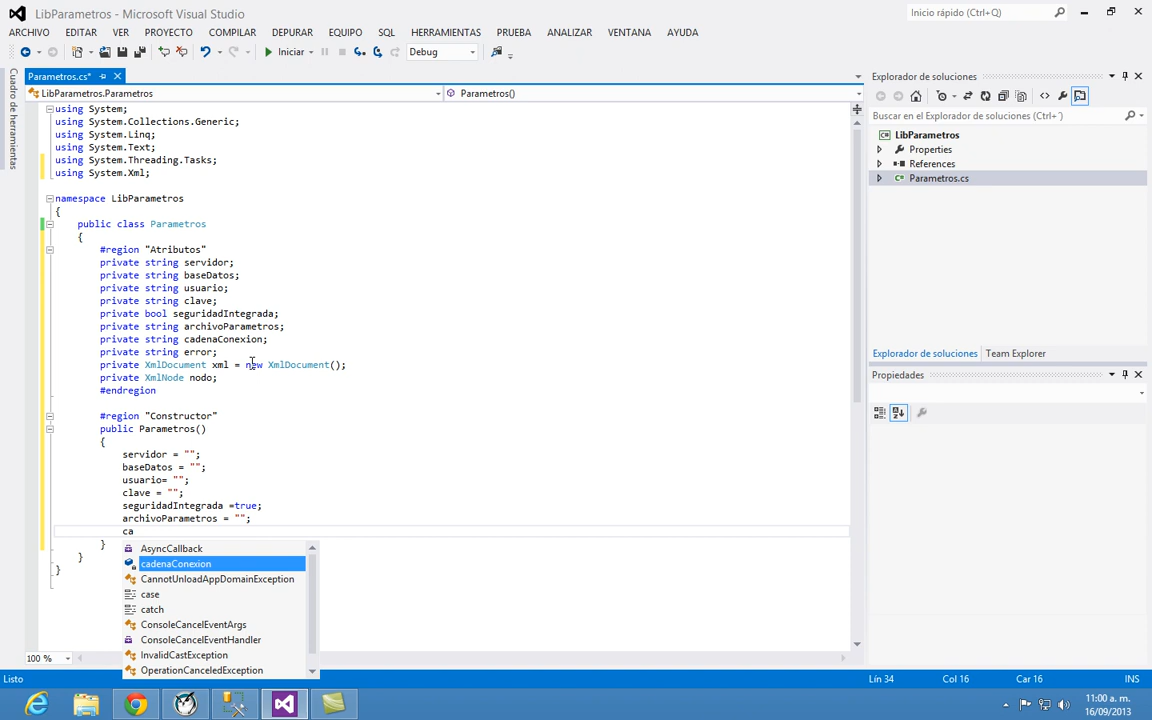 LibParametros - Microsoft Visual Studio
Inicio rápido (Ctrl+Q)
ARCHIVO EDITAR VER PROYECTO COMPILAR DEPURAR EQUIPO SQL HERRAMIENTAS PRUEBA ANALIZAR VENTANA AYUDA
Iniciar Debug
Cuadro de herramientas
Parametros.cs*
LibParametros.Parametros
Parametros()
using System;
using System.Collections.Generic;
using System.Linq;
using System.Text;
using System.Threading.Tasks;
using System.Xml;
namespace LibParametros
{
public class Parametros
{
#region "Atributos"
private string servidor;
private string baseDatos;
private string usuario;
private string clave;
private bool seguridadIntegrada;
private string archivoParametros;
private string cadenaConexion;
private string error;
private XmlDocument xml = new XmlDocument();
private XmlNode nodo;
#endregion
#region "Constructor"
public Parametros()
{
servidor = "";
baseDatos = "";
usuario= "";
clave = "";
seguridadIntegrada =true;
archivoParametros = "";
ca
}
}
}
AsyncCallback
cadenaConexion
CannotUnloadAppDomainException
case
catch
ConsoleCancelEventArgs
ConsoleCancelEventHandler
InvalidCastException
OperationCanceledException
100 %
Explorador de soluciones
Buscar en el Explorador de soluciones (Ctrl+´)
LibParametros
Properties
References
Parametros.cs
Explorador de soluciones Team Explorer
Propiedades
Listo
Lín 34 Col 16 Car 16 INS
11:00 a. m.
16/09/2013